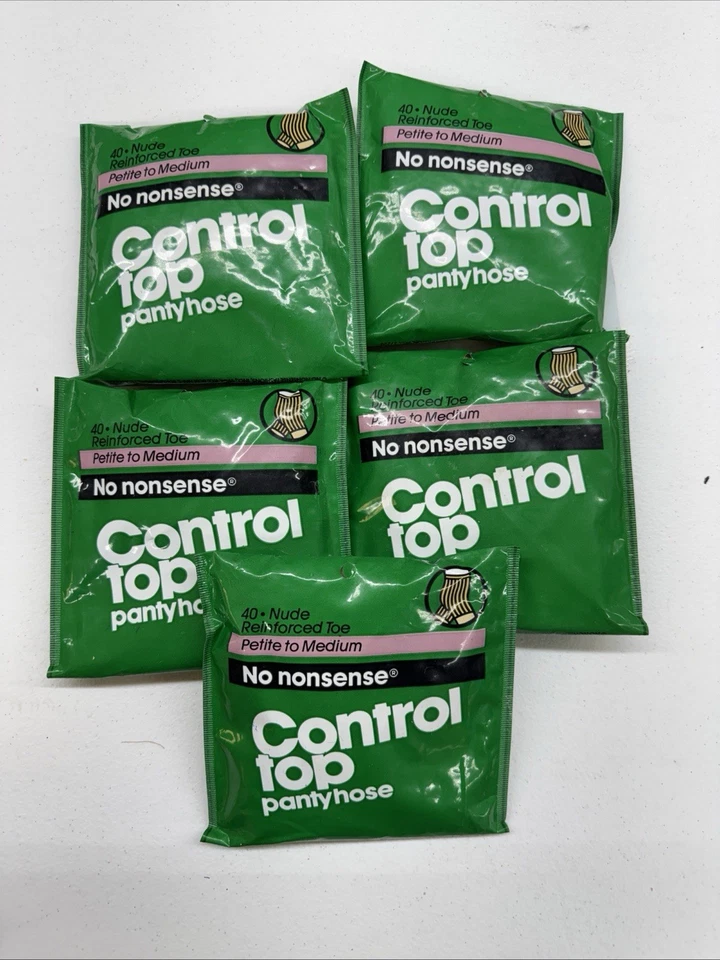 40 • Nude
Reinforced Toe
Petite to Medium
No nonsense®
Control
top
pantyhose
40 • Nude
Reinforced Toe
Petite to Medium
No nonsense®
Control
top
pantyhose
40 • Nude
Reinforced Toe
Petite to Medium
No nonsense®
Control
top
pantyho
40 • Nude
Reinforced Toe
Petite to Medium
No nonsense®
Control
top
40 • Nude
Reinforced Toe
Petite to Medium
No nonsense®
Control
top
pantyhose